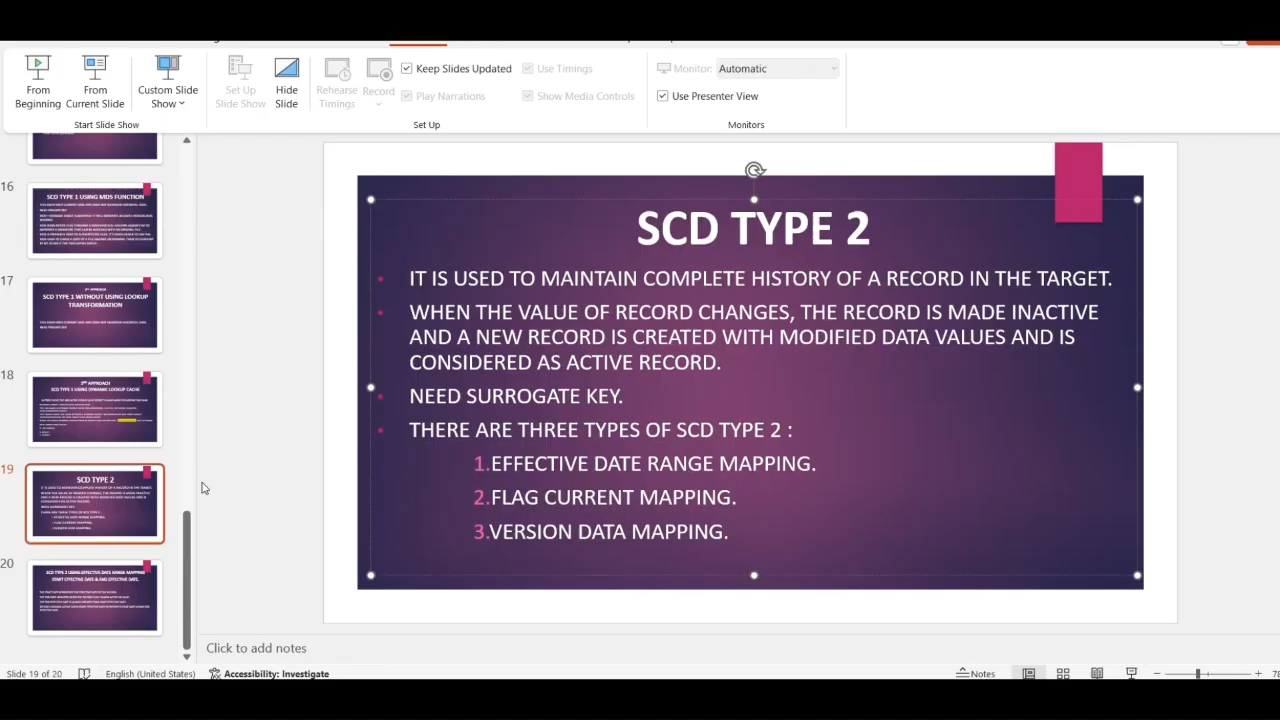 From Beginning
From Current Slide
Custom Slide Show
Start Slide Show
Set Up Slide Show
Hide Slide
Rehearse Timings
Record
Keep Slides Updated
Play Narrations
Use Timings
Show Media Controls
Set Up
Monitor:
Automatic
Use Presenter View
Monitors
16
SCD TYPE 1 USING MD5 FUNCTION
17
SCD TYPE 1 WITHOUT USING LOOKUP
TRANSFORMATION
18
SCD TYPE 1 USING DYNAMIC LOOKUP CACHE
19
SCD TYPE 2
20
SCD TYPE 2 USING EFFECTIVE DATE RANGE MAPPING
START EFFECTIVE DATE & END EFFECTIVE DATE.
SCD TYPE 2
IT IS USED TO MAINTAIN COMPLETE HISTORY OF A RECORD IN THE TARGET.
WHEN THE VALUE OF RECORD CHANGES, THE RECORD IS MADE INACTIVE
AND A NEW RECORD IS CREATED WITH MODIFIED DATA VALUES AND IS
CONSIDERED AS ACTIVE RECORD.
NEED SURROGATE KEY.
THERE ARE THREE TYPES OF SCD TYPE 2 :
1.EFFECTIVE DATE RANGE MAPPING.
2.FLAG CURRENT MAPPING.
3.VERSION DATA MAPPING.
Click to add notes
Slide 19 of 20
English (United States)
Accessibility: Investigate
Notes
78